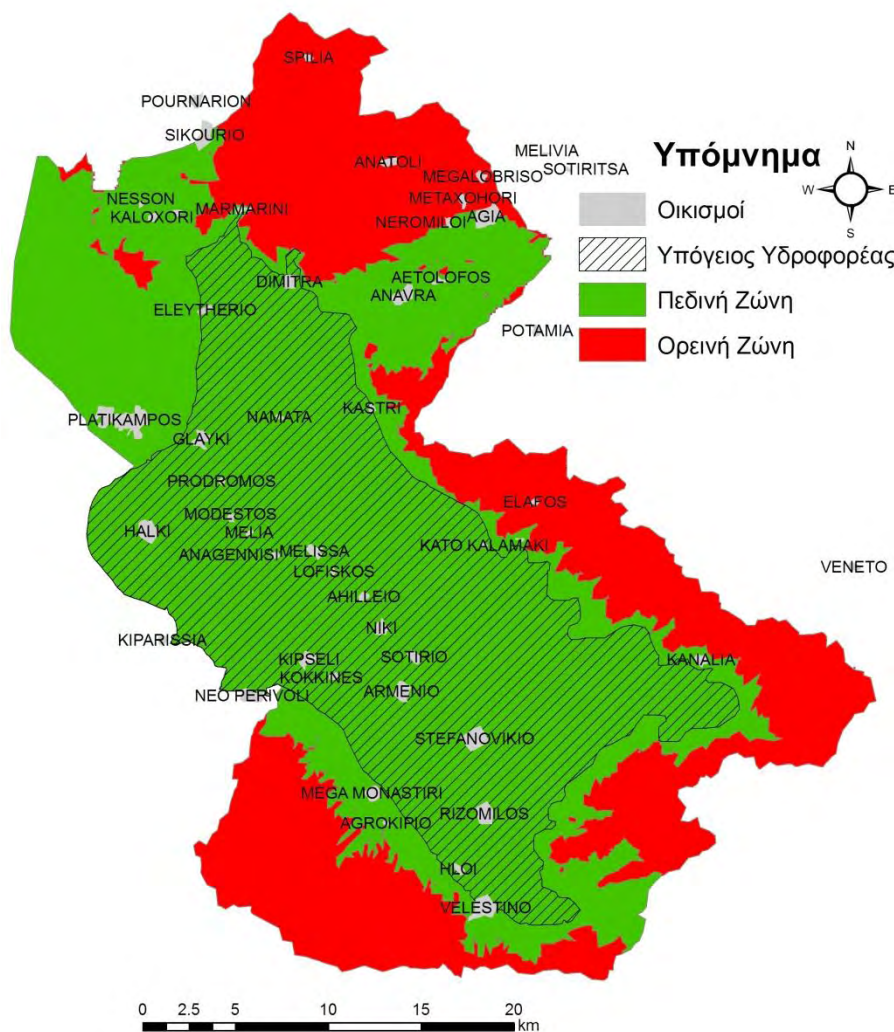 SPILIA
POURNARION
SIKOURIO
ANATOLI
MELIVIA
SOTIRITSA
MEGALOBRISO
METAXOHORI
NEROMILOI
AGIA
NESSON
KALOXORI
MARMARINI
Υπόμνημα
N
W
E
S
Οικισμοί
Υπόγειος Υδροφορέας
Πεδινή Ζώνη
Ορεινή Ζώνη
DIMITRA
AETOLOFOS
ANAVRA
ELEYTHERIO
POTAMIA
PLATIKAMPOS
GLAYKI
NAMATA
KASTRI
PRODROMOS
MODESTOS
HALKI
MELIA
ANAGENNISI
MELISSA
LOFISKOS
ELAFOS
KATO KALAMAKI
VENETO
AHILLEIO
NIKI
KIPARISSIA
KIPSELI
SOTIRIO
KOKKINES
KANALIA
NEO PERIVOLI
ARMENIO
STEFANOVIKIO
MEGA MONASTIRI
AGROKIPIO
RIZOMILOS
HLOI
VELESTINO
0 2.5 5 10 15 20
km